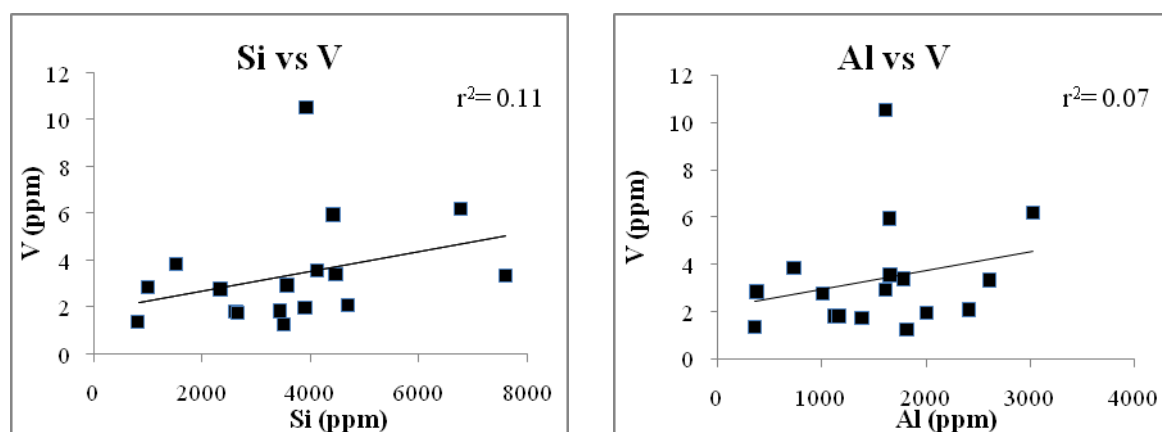 Si vs V
r²= 0.11
12
10
8
6
4
2
0
V (ppm)
0 2000 4000 6000 8000
Si (ppm)
Al vs V
r²= 0.07
12
10
8
6
4
2
0
V (ppm)
0 1000 2000 3000 4000
Al (ppm)